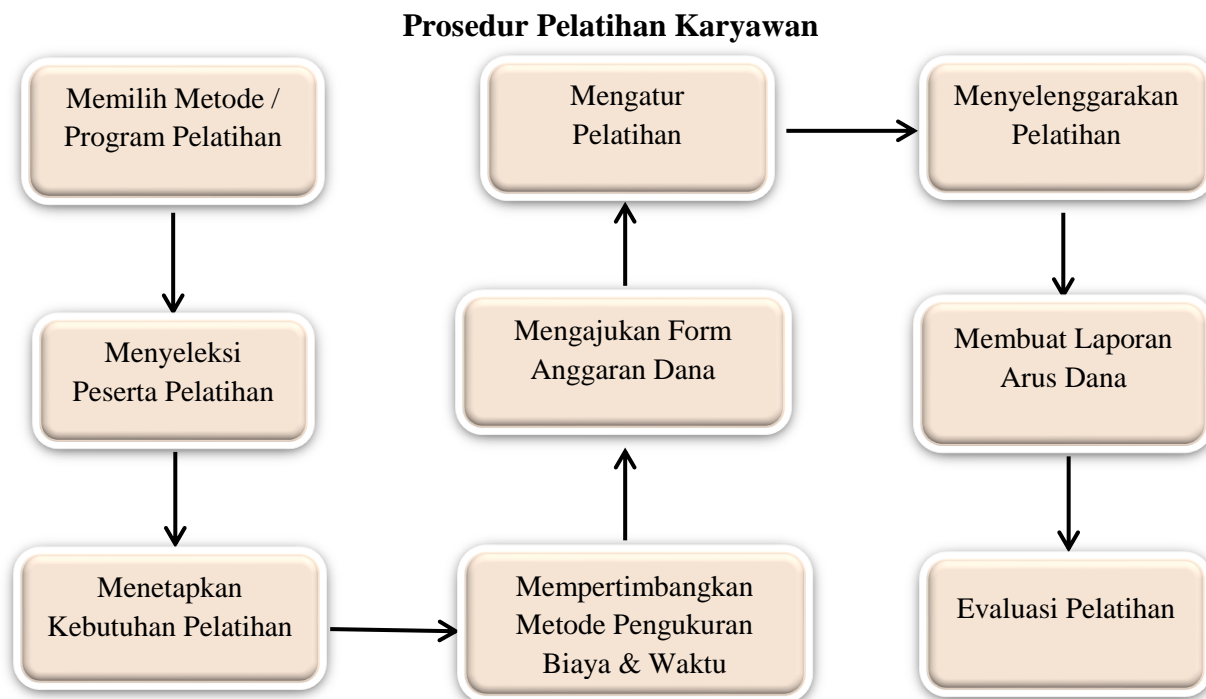 Prosedur Pelatihan Karyawan
Memilih Metode /
Program Pelatihan
Menyeleksi
Peserta Pelatihan
Menetapkan
Kebutuhan Pelatihan
Mempertimbangkan
Metode Pengukuran
Biaya & Waktu
Mengajukan Form
Anggaran Dana
Mengatur
Pelatihan
Menyelenggarakan
Pelatihan
Membuat Laporan
Arus Dana
Evaluasi Pelatihan